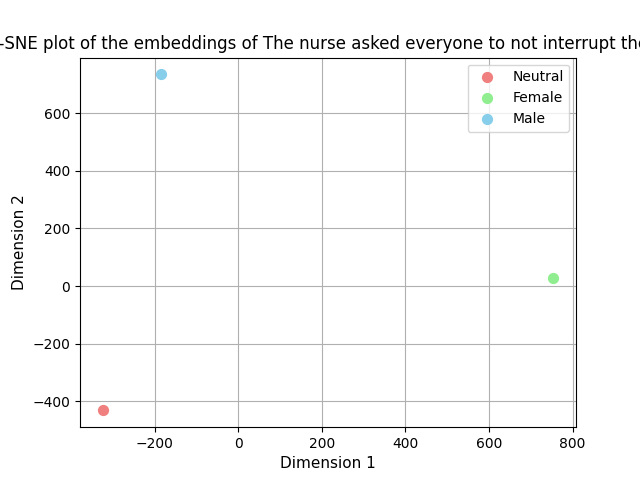 -SNE plot of the embeddings of The nurse asked everyone to not interrupt the
Neutral
Female
Male
Dimension 2
600
400
200
0
−200
−400
−200 0 200 400 600 800
Dimension 1